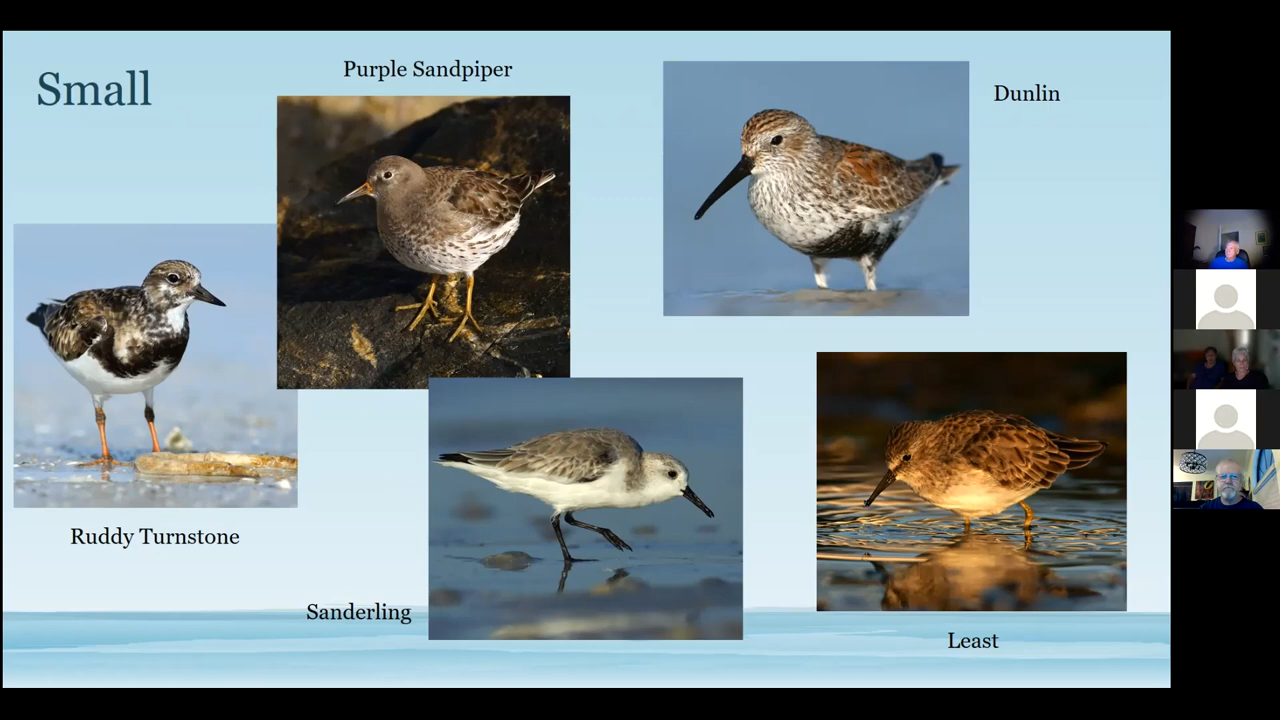 Small
Purple Sandpiper
Dunlin
Ruddy Turnstone
Sanderling
Least